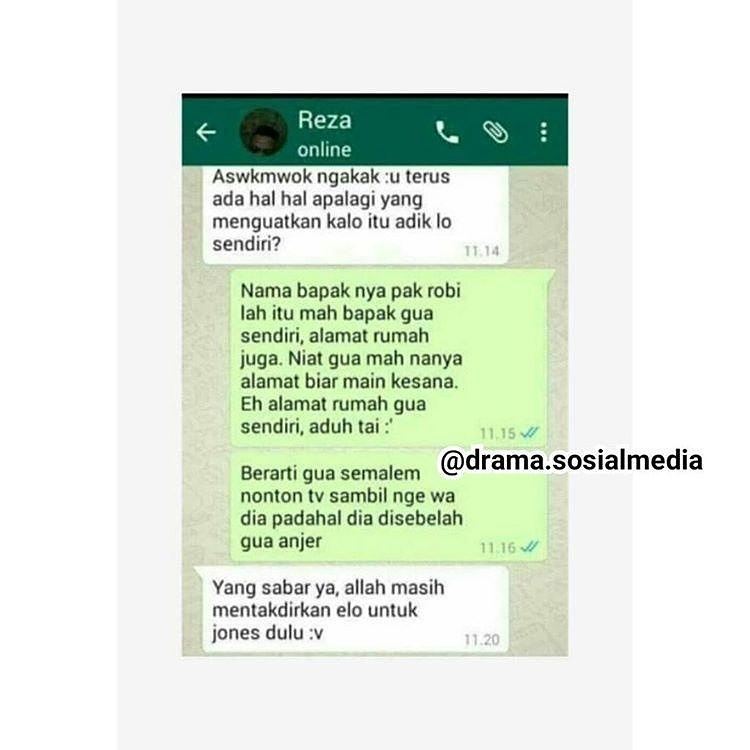 Reza
online
Aswkmwok ngakak :u terus
ada hal hal apalagi yang
menguatkan kalo itu adik lo
sendiri?
11.14
Nama bapak nya pak robi
lah itu mah bapak gua
sendiri, alamat rumah
juga. Niat gua mah nanya
alamat biar main kesana.
Eh alamat rumah gua
sendiri, aduh tai :'
11.15
@drama.sosialmedia
Berarti gua semalem
nonton tv sambil nge wa
dia padahal dia disebelah
gua anjer
11.16
Yang sabar ya, allah masih
mentakdirkan elo untuk
jones dulu :v
11.20